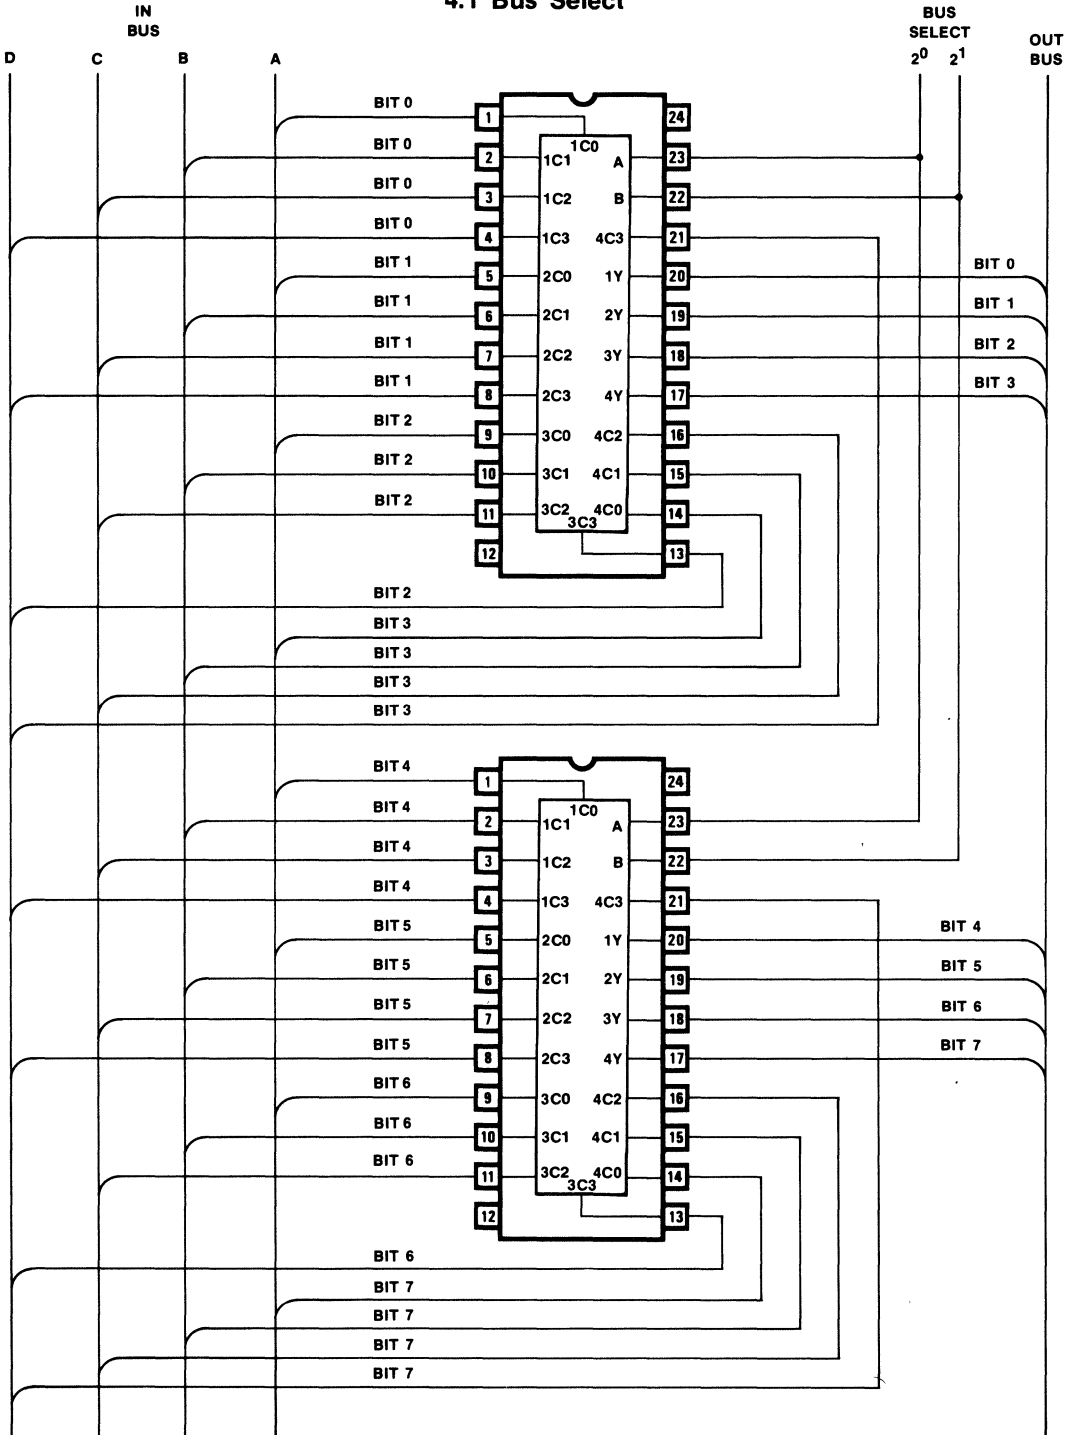 4.1 Bus Select
IN
BUS
BUS
SELECT
OUT
BUS
D C B A 2⁰ 2¹
BIT 0 1 1C0 24
BIT 0 2 1C1 A 23
BIT 0 3 1C2 B 22
BIT 0 4 1C3 4C3 21
BIT 1 5 2C0 1Y 20 BIT 0
BIT 1 6 2C1 2Y 19 BIT 1
BIT 1 7 2C2 3Y 18 BIT 2
BIT 1 8 2C3 4Y 17 BIT 3
BIT 2 9 3C0 4C2 16
BIT 2 10 3C1 4C1 15
BIT 2 11 3C2 4C0 14
3C3
12 13
BIT 2
BIT 3
BIT 3
BIT 3
BIT 3
BIT 4 1 1C0 24
BIT 4 2 1C1 A 23
BIT 4 3 1C2 B 22
BIT 4 4 1C3 4C3 21
BIT 5 5 2C0 1Y 20 BIT 4
BIT 5 6 2C1 2Y 19 BIT 5
BIT 5 7 2C2 3Y 18 BIT 6
BIT 5 8 2C3 4Y 17 BIT 7
BIT 6 9 3C0 4C2 16
BIT 6 10 3C1 4C1 15
BIT 6 11 3C2 4C0 14
3C3
12 13
BIT 6
BIT 7
BIT 7
BIT 7
BIT 7